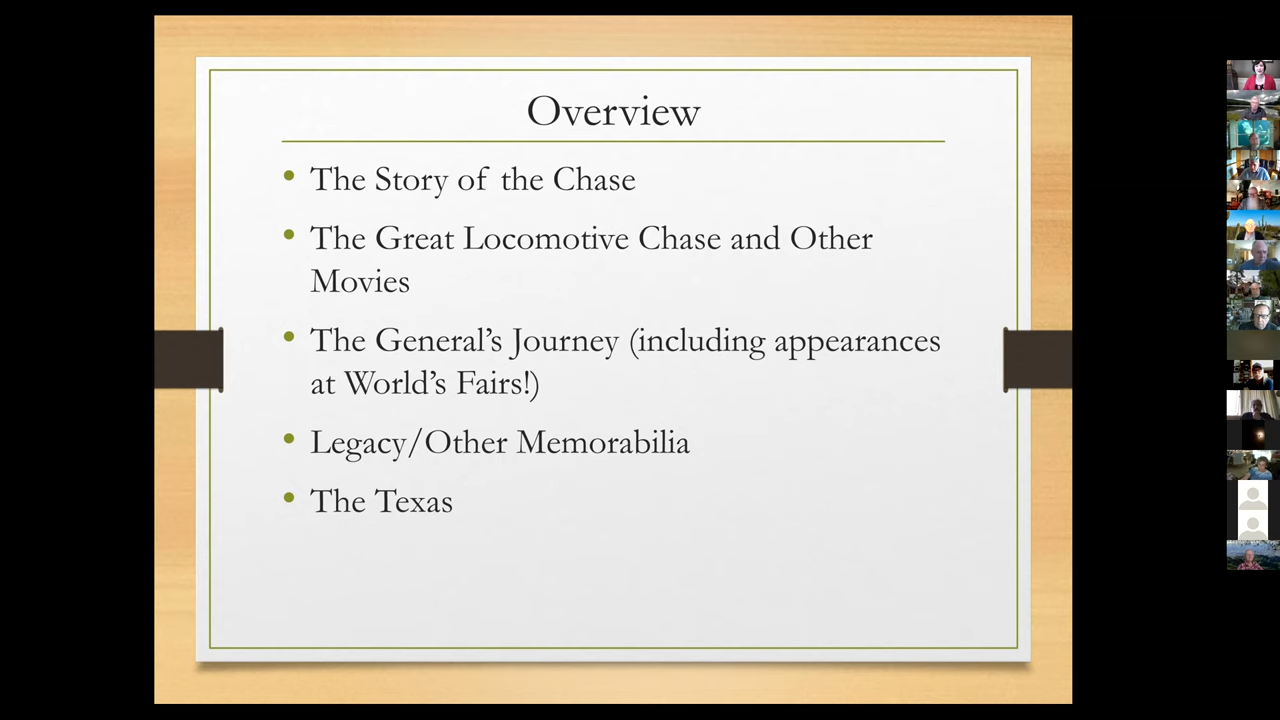 Overview
• The Story of the Chase
• The Great Locomotive Chase and Other
Movies
• The General’s Journey (including appearances
at World’s Fairs!)
• Legacy/Other Memorabilia
• The Texas